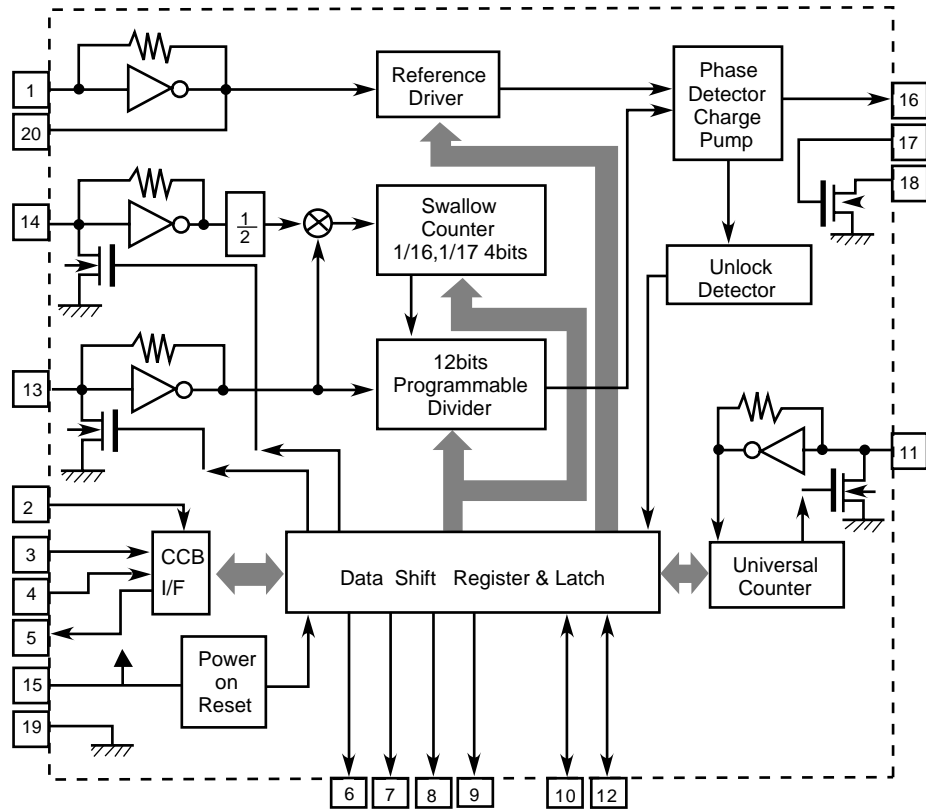 1
Reference
Driver
Phase
Detector
Charge
Pump
16
20
17
18
14
1
2
Swallow
Counter
1/16,1/17 4bits
Unlock
Detector
13
12bits
Programmable
Divider
11
2
3
4
5
CCB
I/F
Data Shift Register & Latch
Universal
Counter
15
Power
on
Reset
19
6
7
8
9
10
12